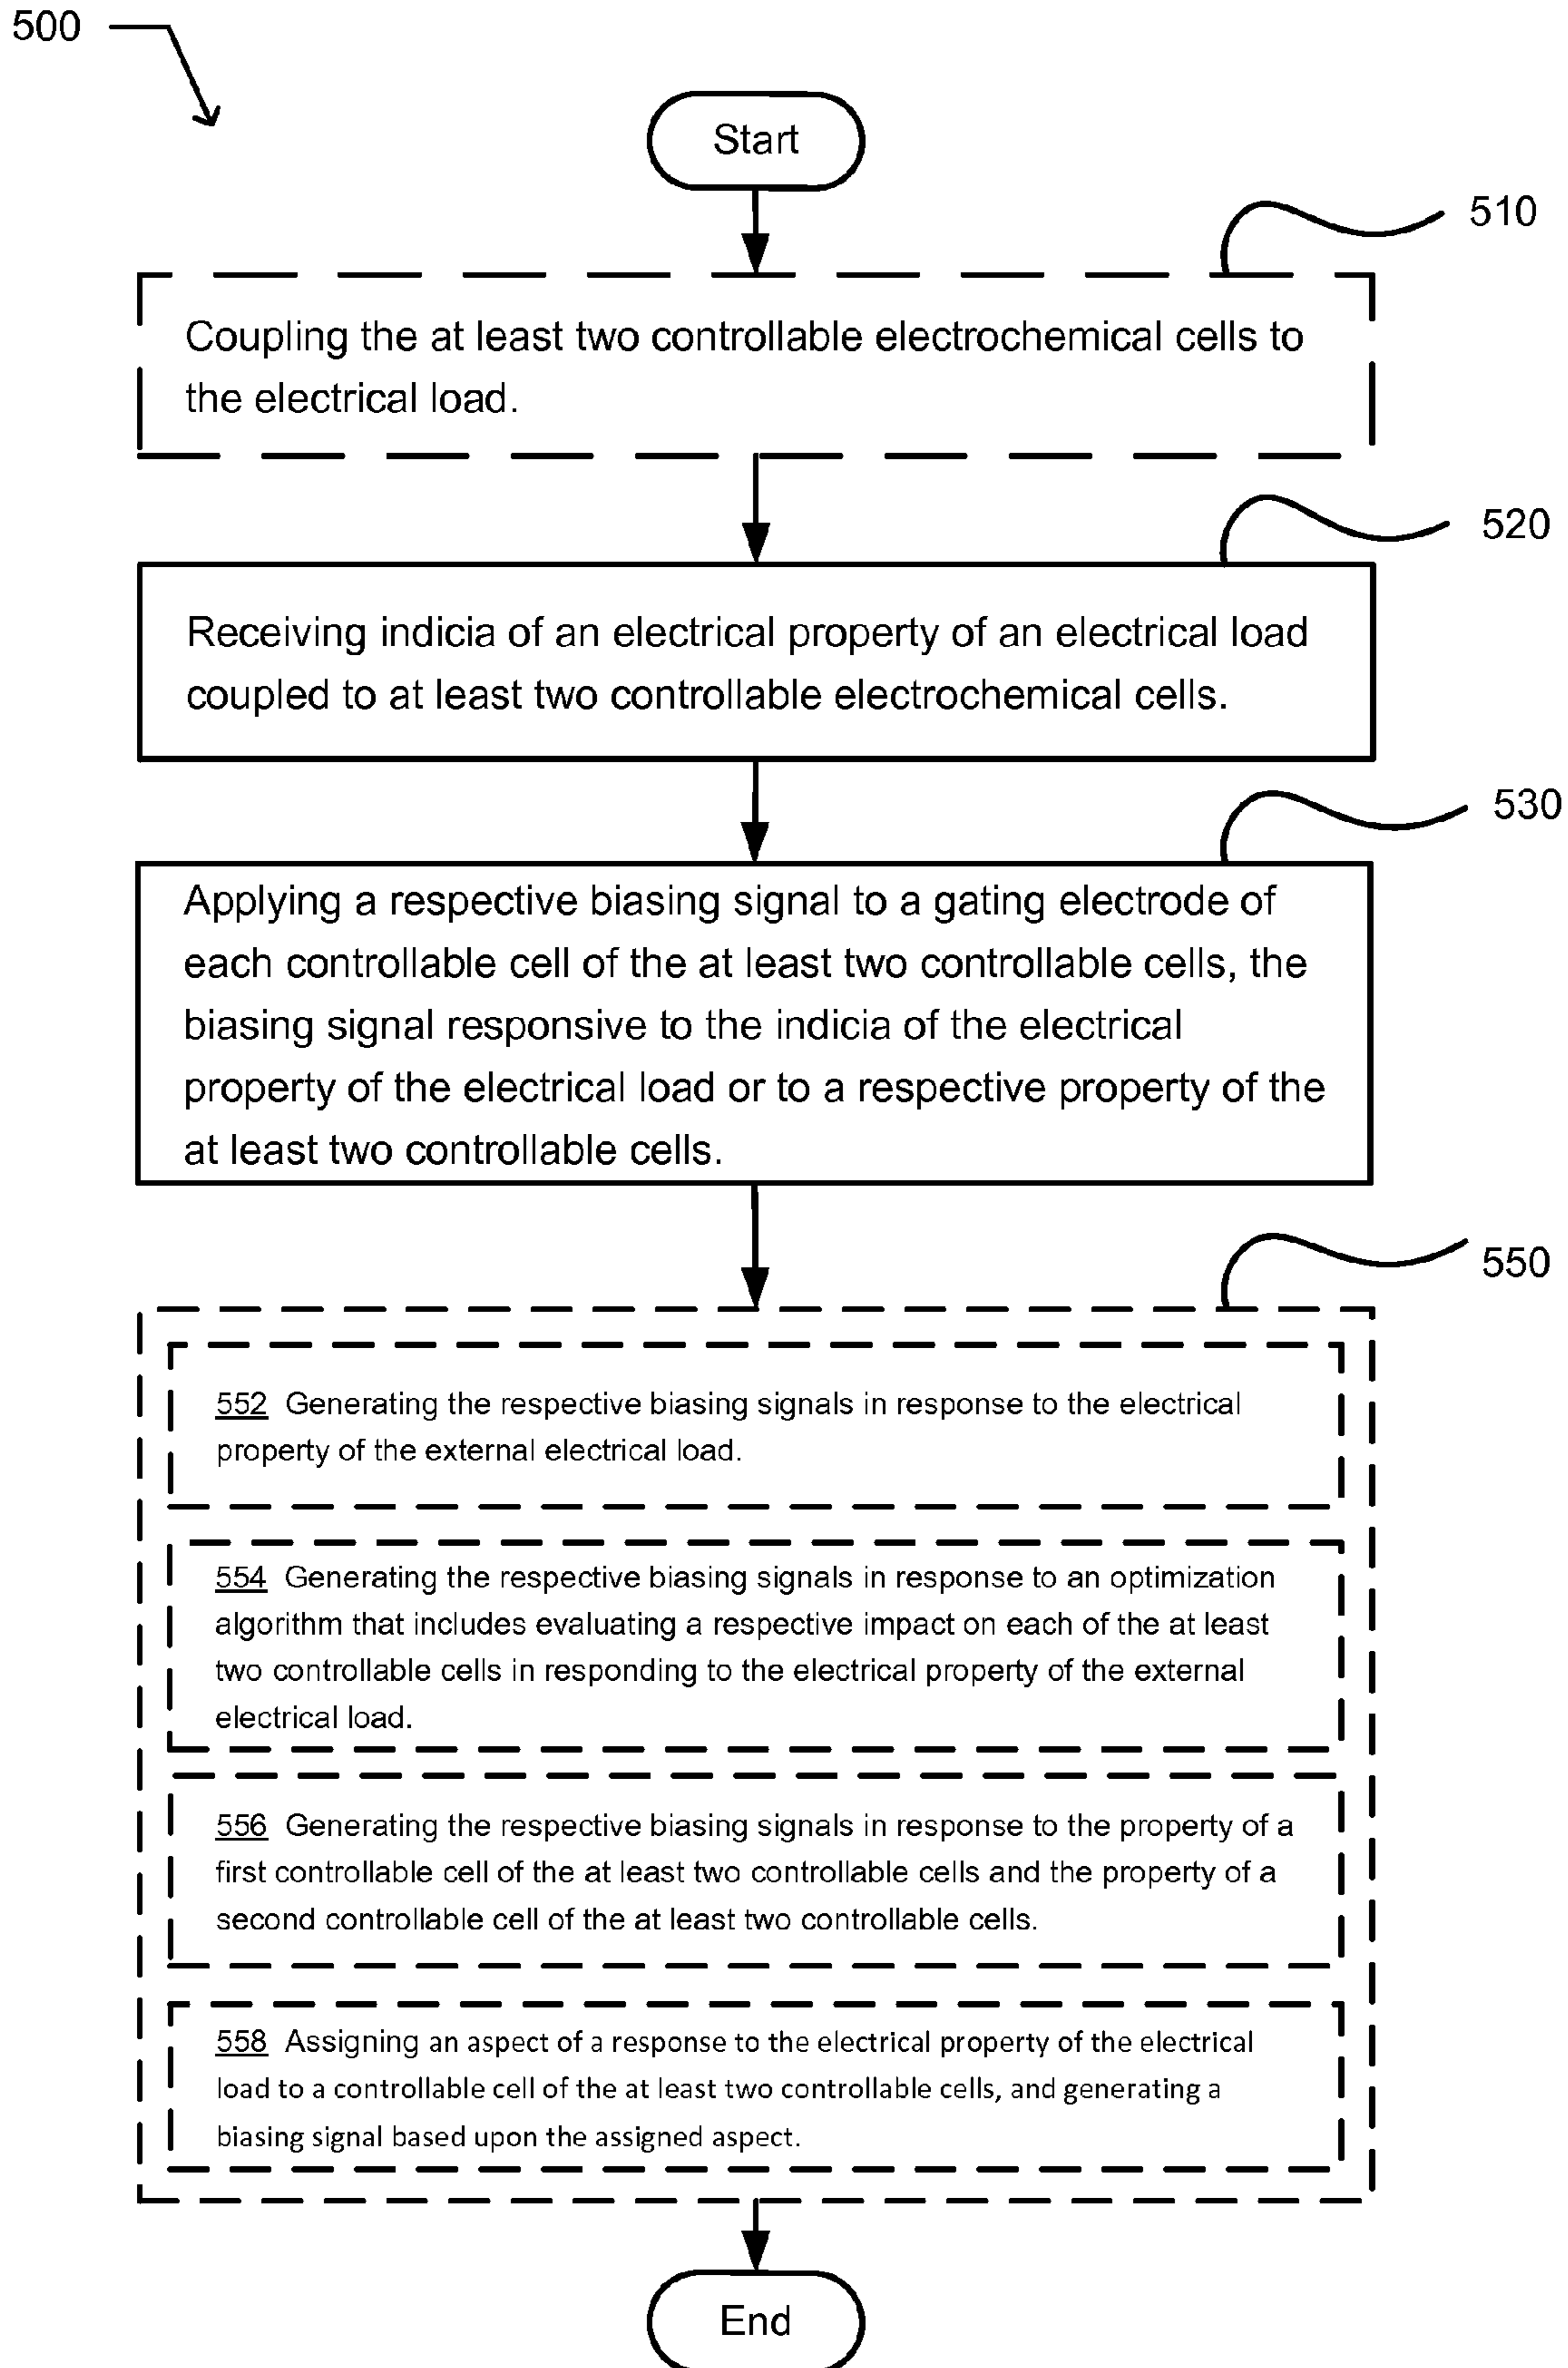 500
Start
510
Coupling the at least two controllable electrochemical cells to
the electrical load.
520
Receiving indicia of an electrical property of an electrical load
coupled to at least two controllable electrochemical cells.
530
Applying a respective biasing signal to a gating electrode of
each controllable cell of the at least two controllable cells, the
biasing signal responsive to the indicia of the electrical
property of the electrical load or to a respective property of the
at least two controllable cells.
550
552 Generating the respective biasing signals in response to the electrical
property of the external electrical load.
554 Generating the respective biasing signals in response to an optimization
algorithm that includes evaluating a respective impact on each of the at least
two controllable cells in responding to the electrical property of the external
electrical load.
556 Generating the respective biasing signals in response to the property of a
first controllable cell of the at least two controllable cells and the property of a
second controllable cell of the at least two controllable cells.
558 Assigning an aspect of a response to the electrical property of the electrical
load to a controllable cell of the at least two controllable cells, and generating a
biasing signal based upon the assigned aspect.
End